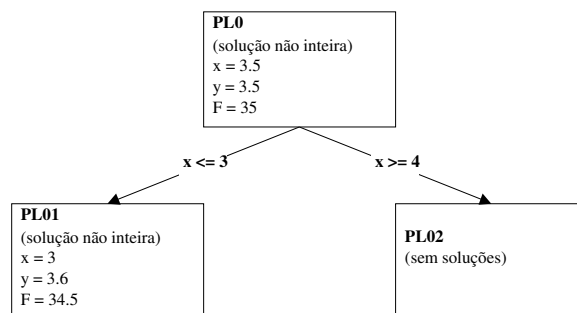 PL0
(solução não inteira)
x = 3.5
y = 3.5
F = 35
x <= 3
x >= 4
PL01
(solução não inteira)
x = 3
y = 3.6
F = 34.5
PL02
(sem soluções)